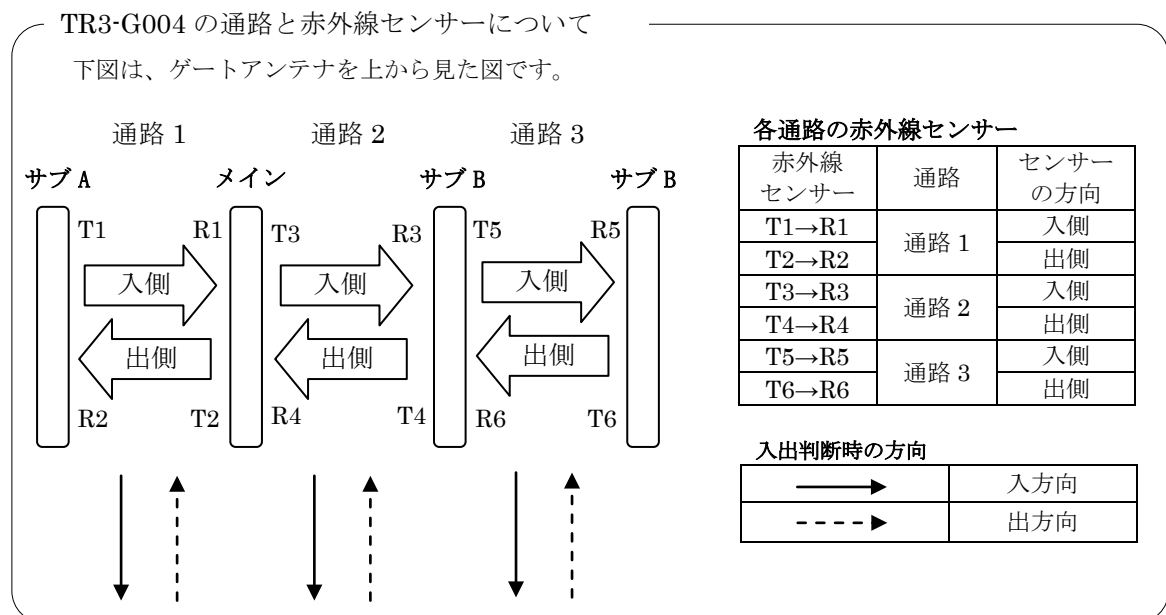 TR3-G004 の通路と赤外線センサーについて
下図は、ゲートアンテナを上から見た図です。
通路 1 通路 2 通路 3
サブ A メイン サブ B サブ B
T1 R1 T3 R3 T5 R5
入側 入側 入側
出側 出側 出側
R2 T2 R4 T4 R6 T6
各通路の赤外線センサー
赤外線
センサー
通路
センサー
の方向
T1→R1 通路 1 入側
T2→R2 出側
T3→R3 通路 2 入側
T4→R4 出側
T5→R5 通路 3 入側
T6→R6 出側
入出判断時の方向
入方向
出方向